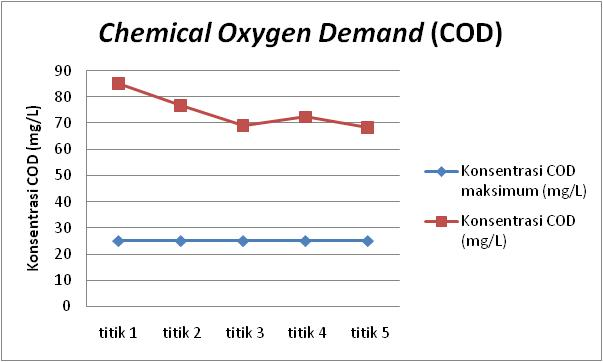 Chemical Oxygen Demand (COD)
Konsentrasi COD (mg/L)
90
80
70
60
50
40
30
20
10
0
titik 1 titik 2 titik 3 titik 4 titik 5
Konsentrasi COD
maksimum (mg/L)
Konsentrasi COD
(mg/L)